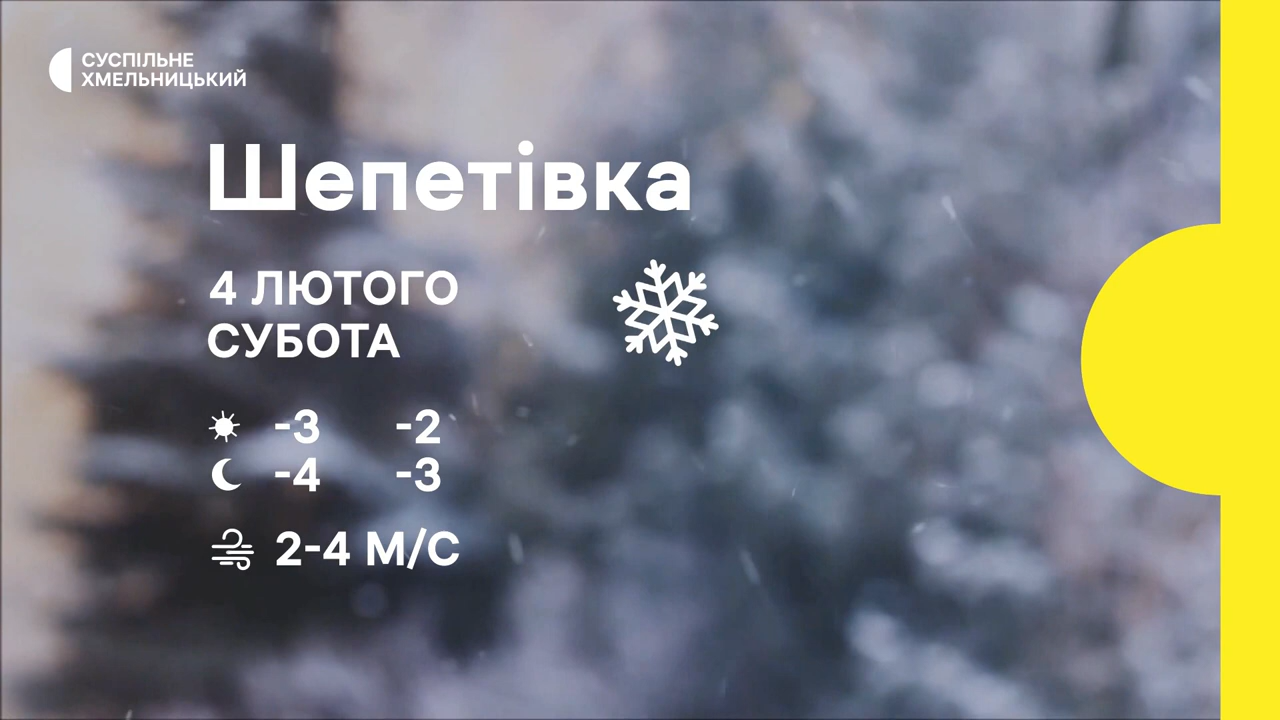 СУСПІЛЬНЕ
ХМЕЛЬНИЦЬКИЙ
Шепетівка
4 ЛЮТОГО
СУБОТА
-3 -2
-4 -3
2-4 М/С